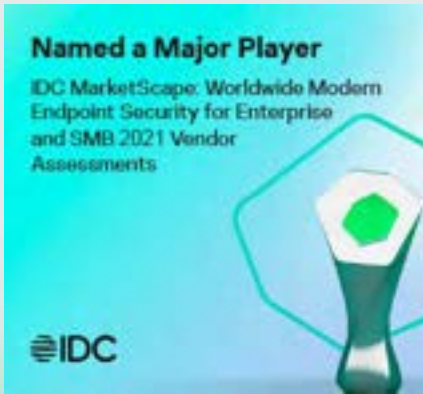 Named a Major Player
IDC MarketScape: Worldwide Modern
Endpoint Security for Enterprise
and SMB 2021 Vendor
Assessments
IDC